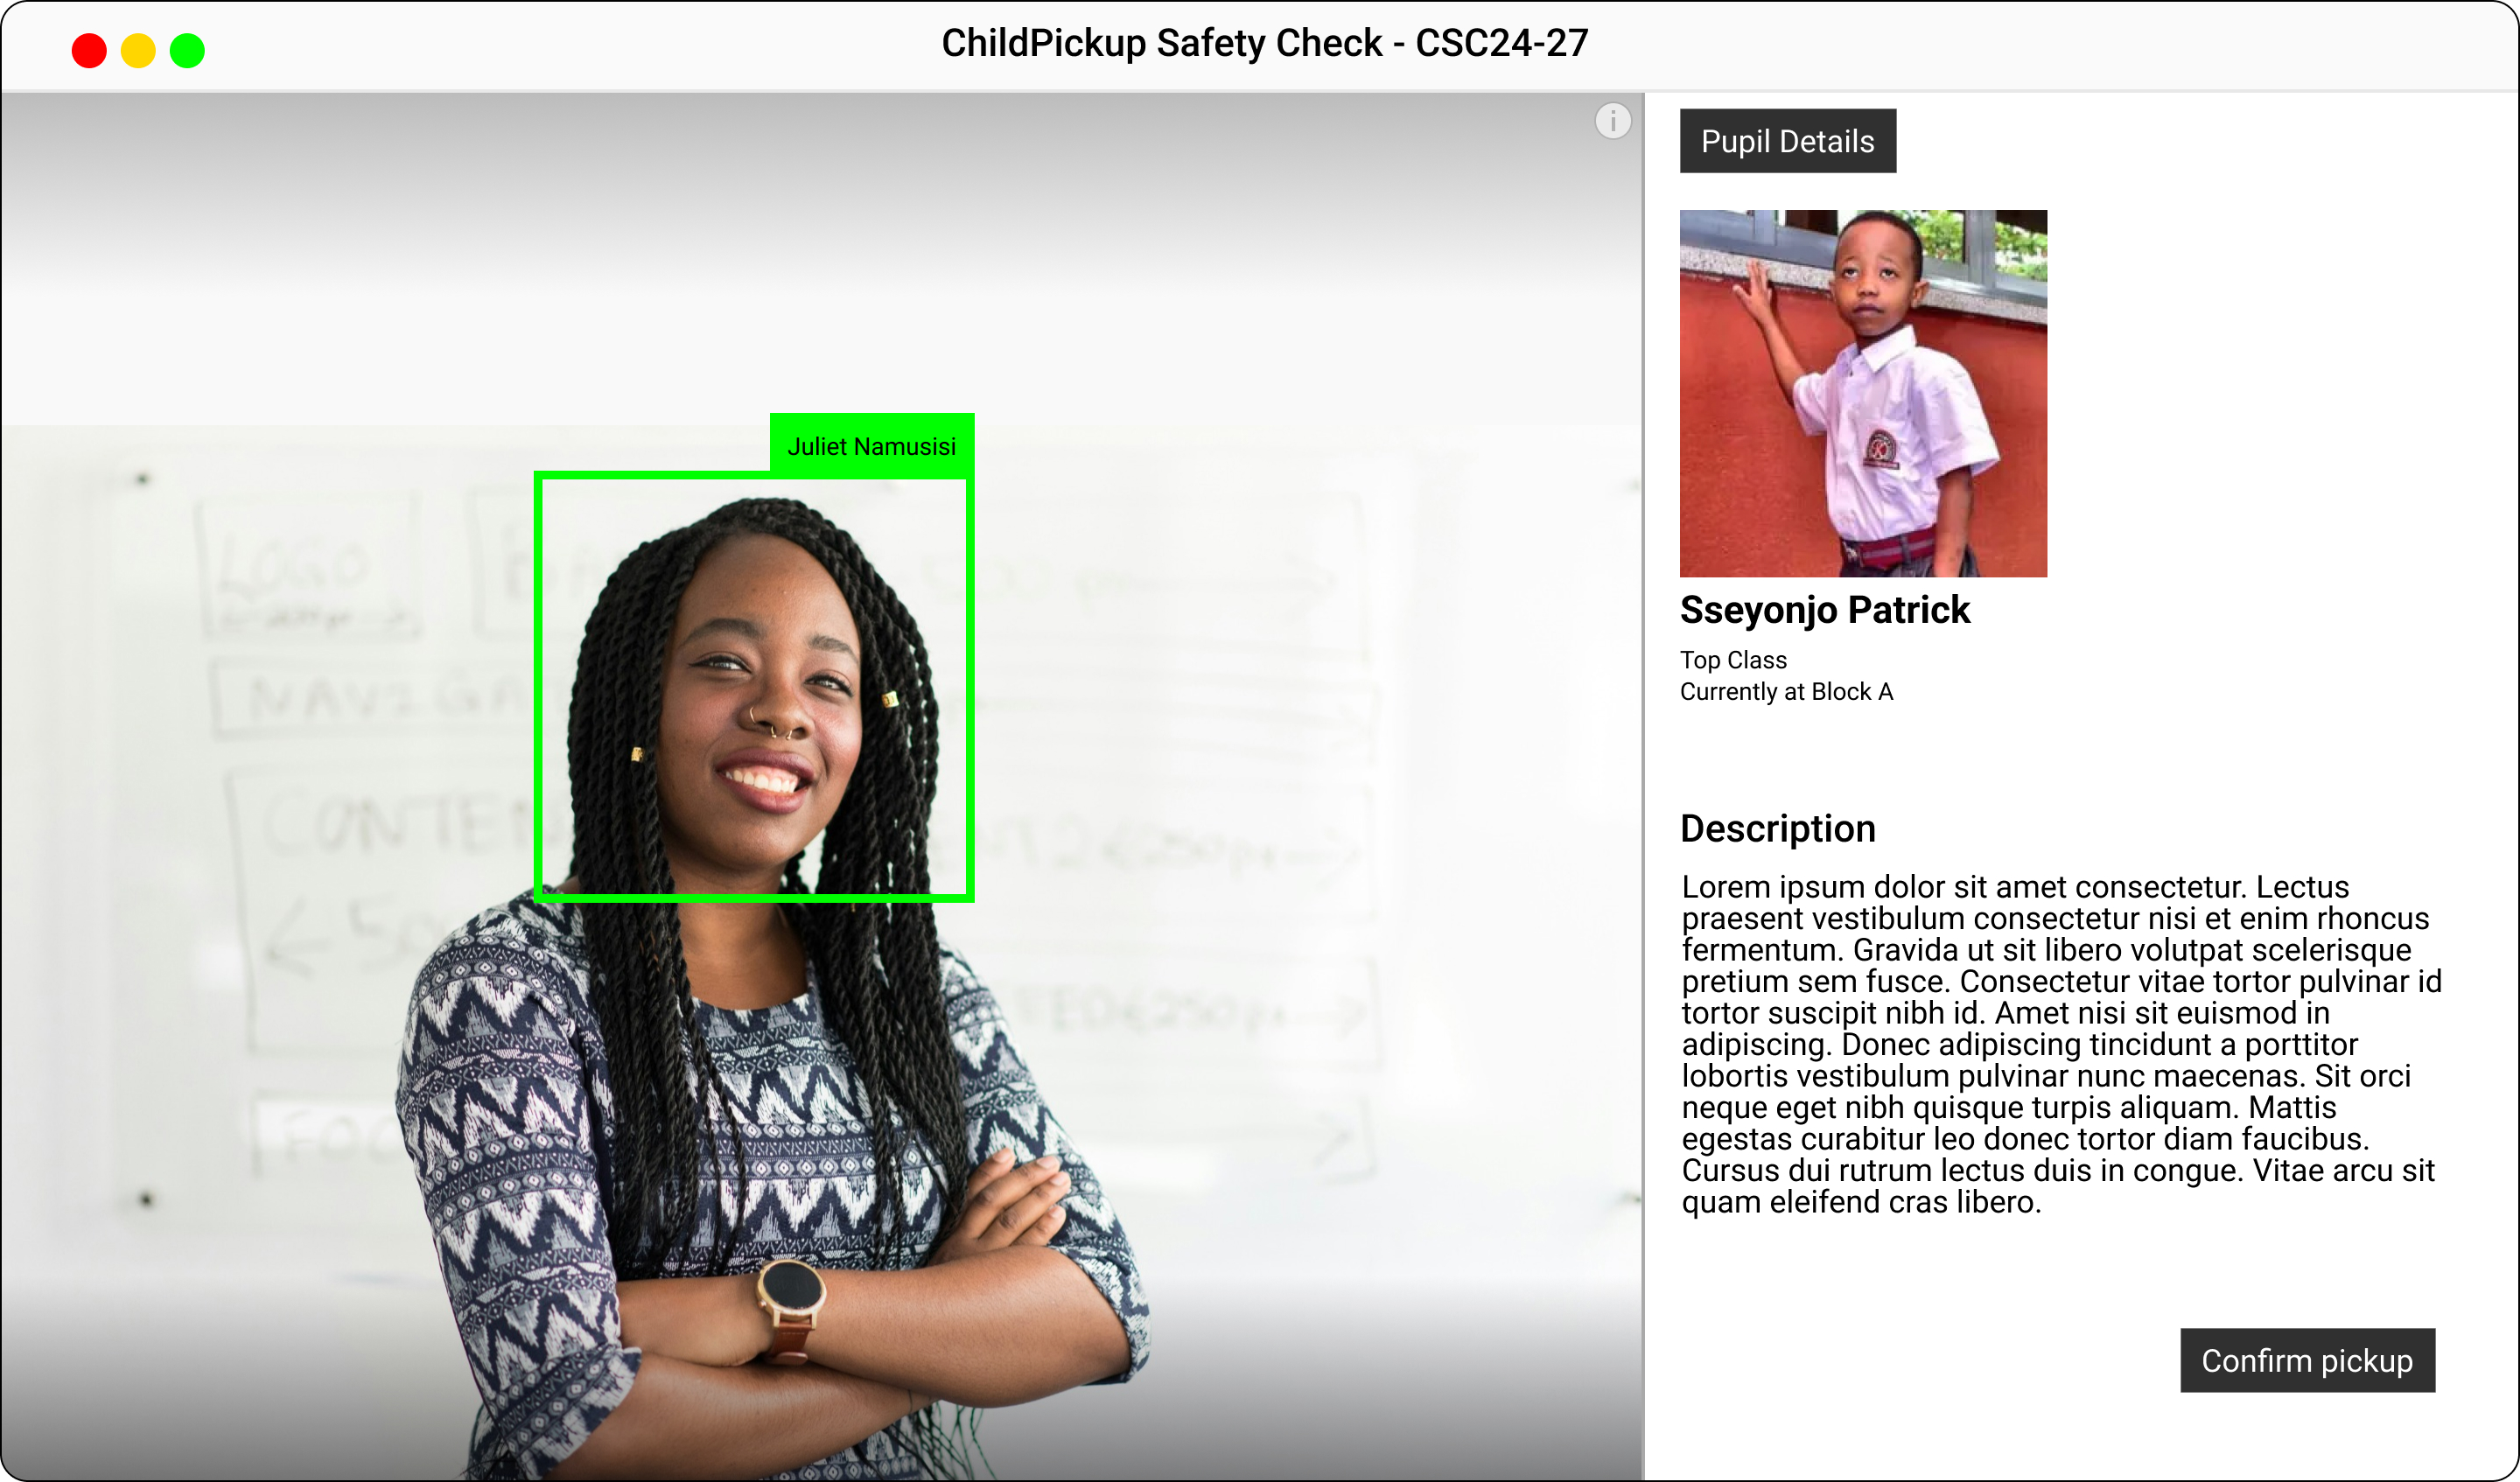 ChildPickup Safety Check - CSC24-27
i
Juliet Namusisi
LOGO
NAVIGAT
CONTEN
FOO
Pupil Details
Sseyonjo Patrick
Top Class
Currently at Block A
Description
Lorem ipsum dolor sit amet consectetur. Lectus
praesent vestibulum consectetur nisi et enim rhoncus
fermentum. Gravida ut sit libero volutpat scelerisque
pretium sem fusce. Consectetur vitae tortor pulvinar id
tortor suscipit nibh id. Amet nisi sit euismod in
adipiscing. Donec adipiscing tincidunt a porttitor
lobortis vestibulum pulvinar nunc maecenas. Sit orci
neque eget nibh quisque turpis aliquam. Mattis
egestas curabitur leo donec tortor diam faucibus.
Cursus dui rutrum lectus duis in congue. Vitae arcu sit
quam eleifend cras libero.
Confirm pickup